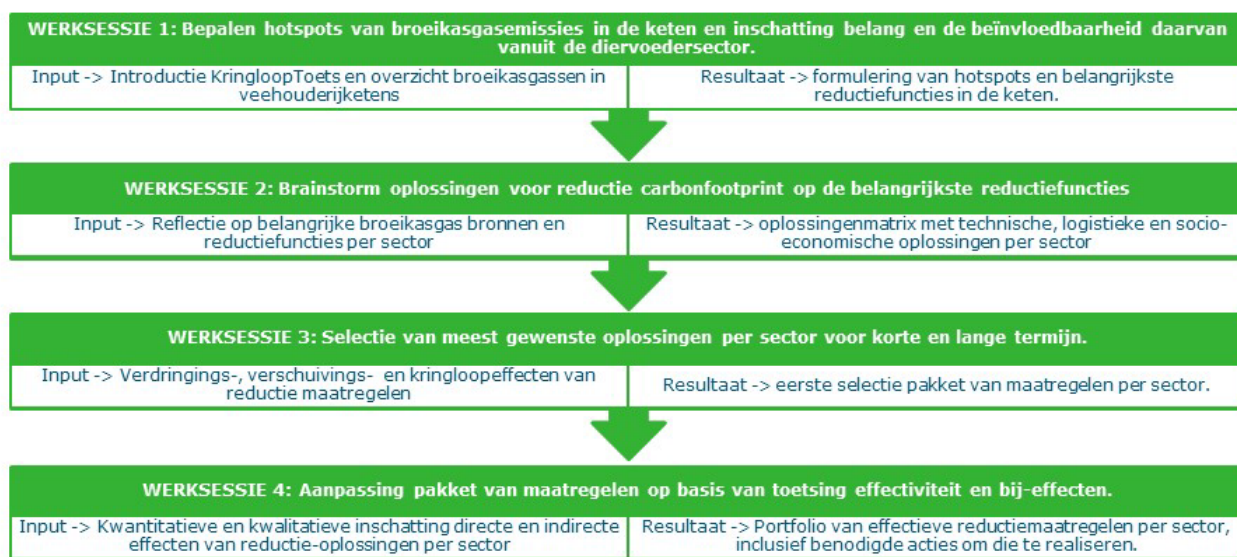 WERKSESSIE 1: Bepalen hotspots van broeikasgasemissies in de keten en inschatting belang en de beïnvloedbaarheid daarvan
vanuit de diervoedersector.
Input -> Introductie KringloopToets en overzicht broeikasgassen in
veehouderijketens
Resultaat -> formulering van hotspots en belangrijkste
reductiefuncties in de keten.
WERKSESSIE 2: Brainstorm oplossingen voor reductie carbonfootprint op de belangrijkste reductiefuncties
Input -> Reflectie op belangrijke broeikasgas bronnen en
reductiefuncties per sector
Resultaat -> oplossingenmatrix met technische, logistieke en socio-
economische oplossingen per sector
WERKSESSIE 3: Selectie van meest gewenste oplossingen per sector voor korte en lange termijn.
Input -> Verdringings-, verschuivings- en kringloopeffecten van
reductie maatregelen
Resultaat -> eerste selectie pakket van maatregelen per sector.
WERKSESSIE 4: Aanpassing pakket van maatregelen op basis van toetsing effectiviteit en bij-effecten.
Input -> Kwantitatieve en kwalitatieve inschatting directe en indirecte
effecten van reductie-oplossingen per sector
Resultaat -> Portfolio van effectieve reductiemaatregelen per sector,
inclusief benodigde acties om die te realiseren.